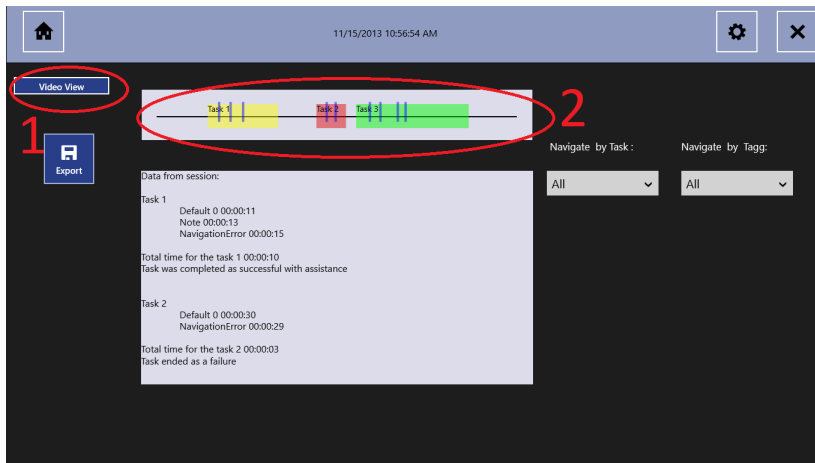 11/15/2013 10:56:54 AM
Video View
1
Export
Task 1
Task 2
Task 3
2
Navigate by Task :
Navigate by Tagg:
All
All
Data from session:
Task 1
Default 0 00:00:11
Note 00:00:13
NavigationError 00:00:15
Total time for the task 1 00:00:10
Task was completed as successful with assistance
Task 2
Default 0 00:00:30
NavigationError 00:00:29
Total time for the task 2 00:00:03
Task ended as a failure